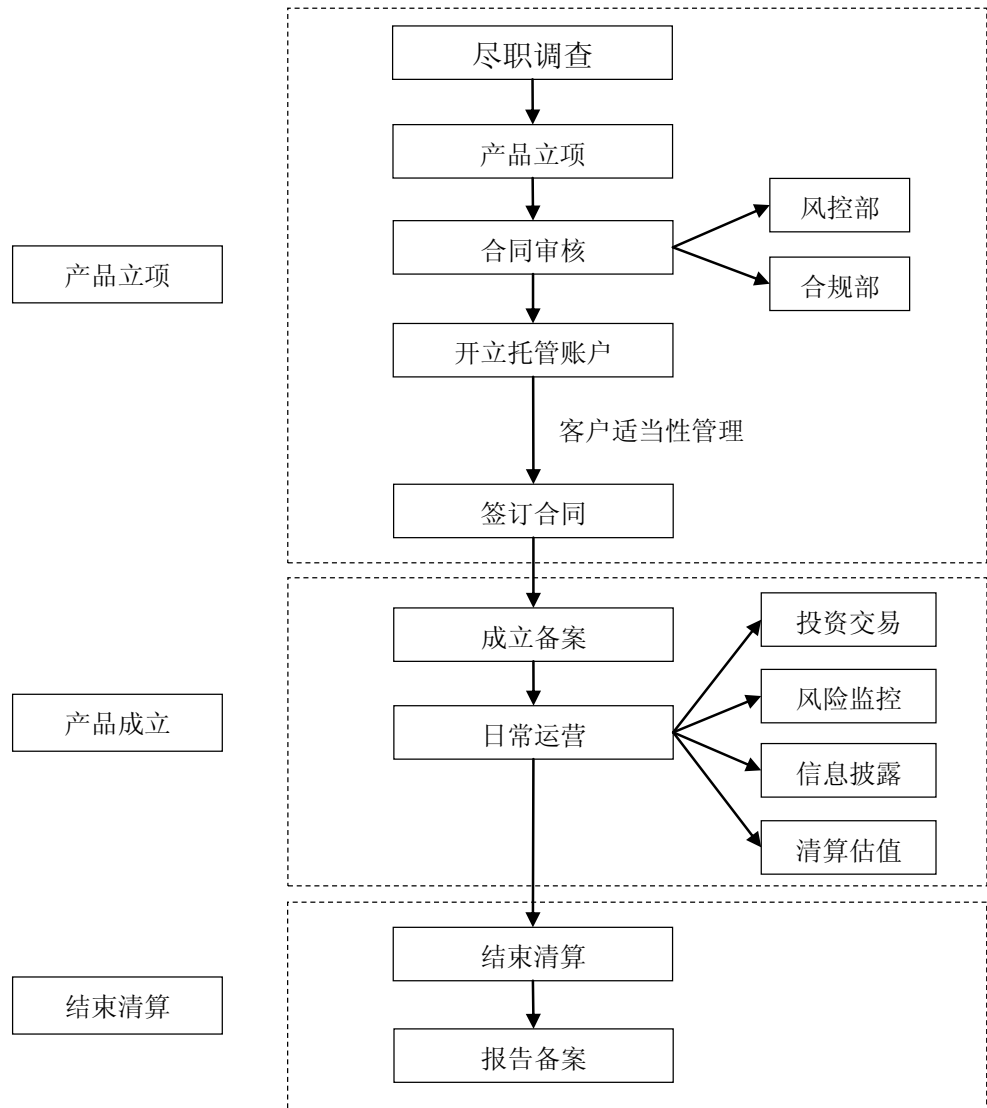 尽职调查
产品立项
风控部
合同审核
产品立项
合规部
开立托管账户
客户适当性管理
签订合同
成立备案
投资交易
风险监控
产品成立
日常运营
信息披露
清算估值
结束清算
结束清算
报告备案